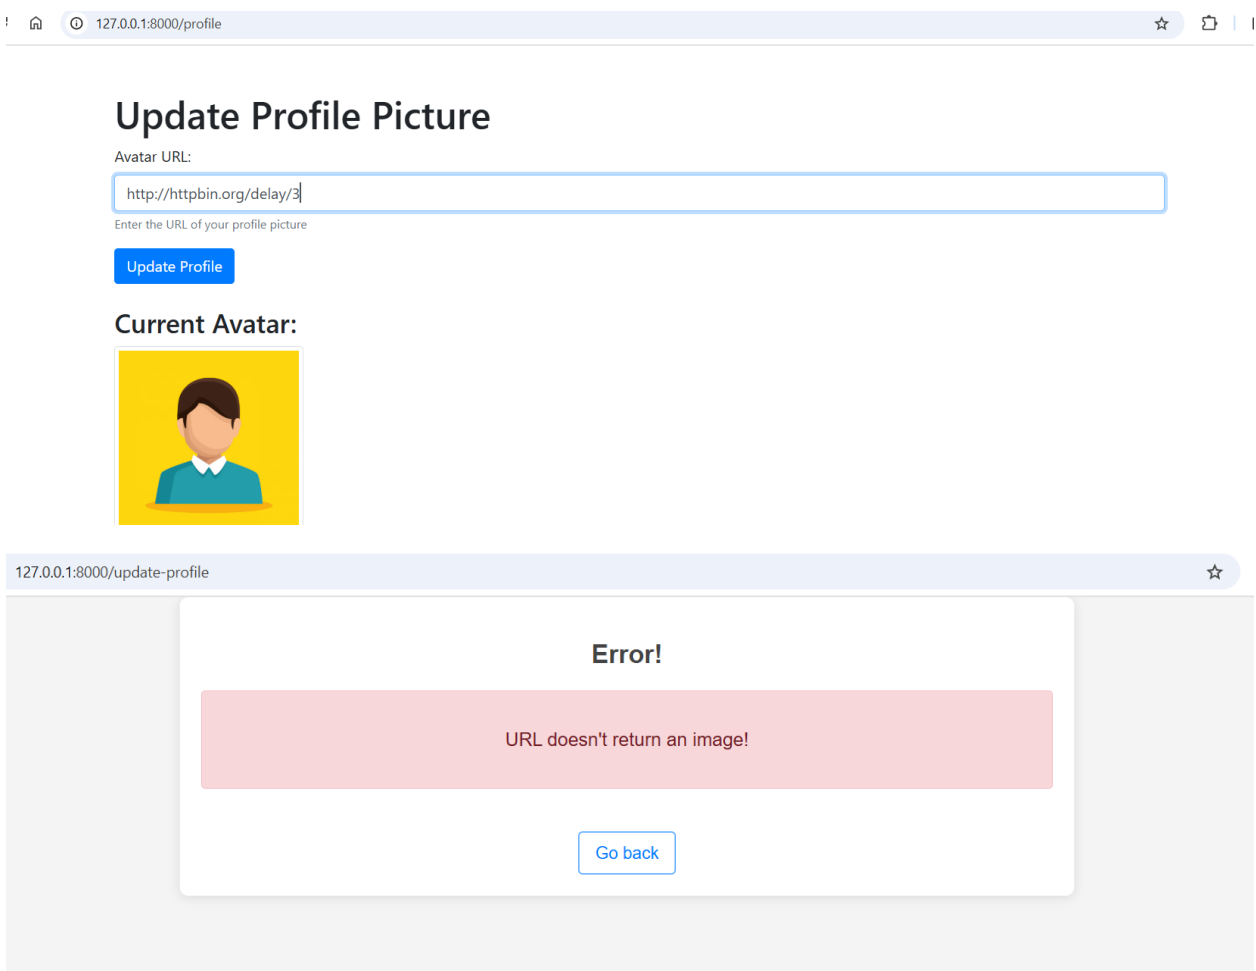 127.0.0.1:8000/profile
Update Profile Picture
Avatar URL:
http://httpbin.org/delay/3
Enter the URL of your profile picture
Update Profile
Current Avatar:
127.0.0.1:8000/update-profile
Error!
URL doesn't return an image!
Go back